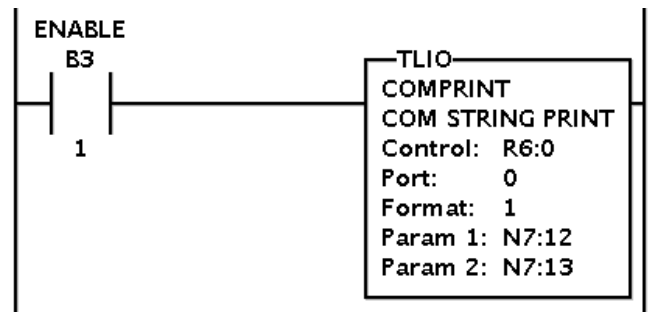 ENABLE
B3
1
TLIO
COMPRINT
COM STRING PRINT
Control: R6:0
Port: 0
Format: 1
Param 1: N7:12
Param 2: N7:13